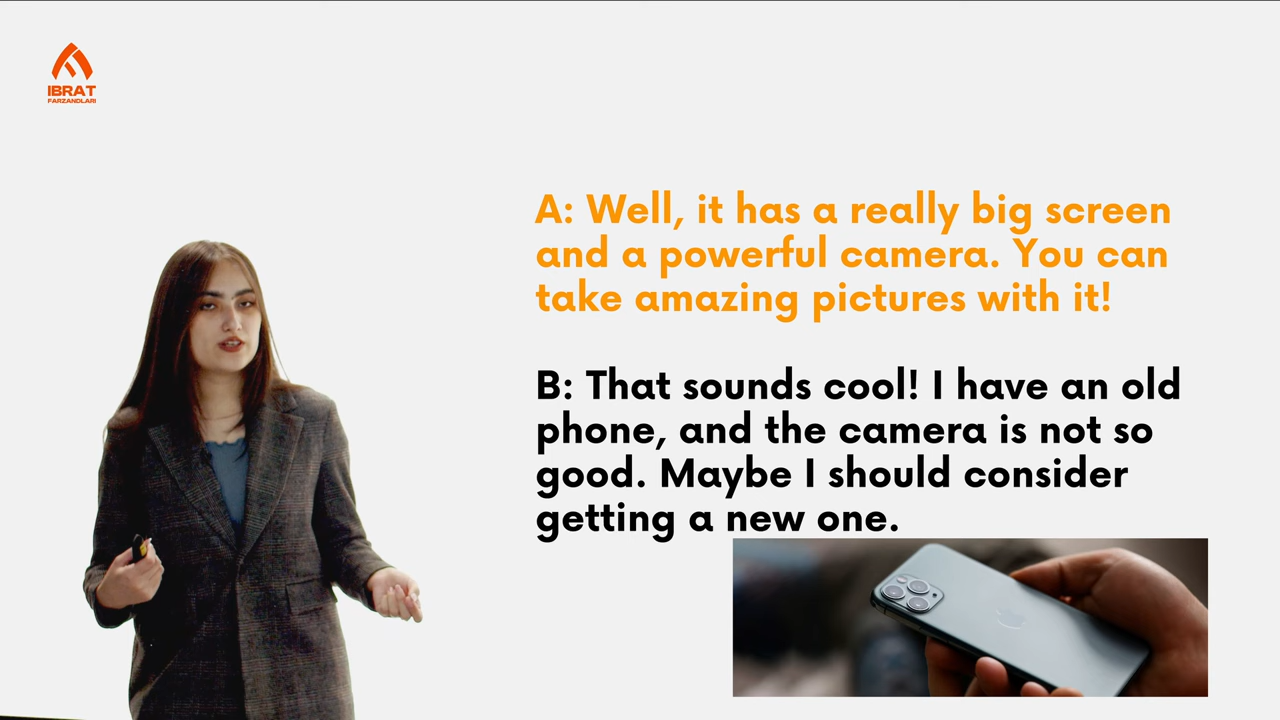 IBRAT
FARZANDLARI
A: Well, it has a really big screen
and a powerful camera. You can
take amazing pictures with it!
B: That sounds cool! I have an old
phone, and the camera is not so
good. Maybe I should consider
getting a new one.